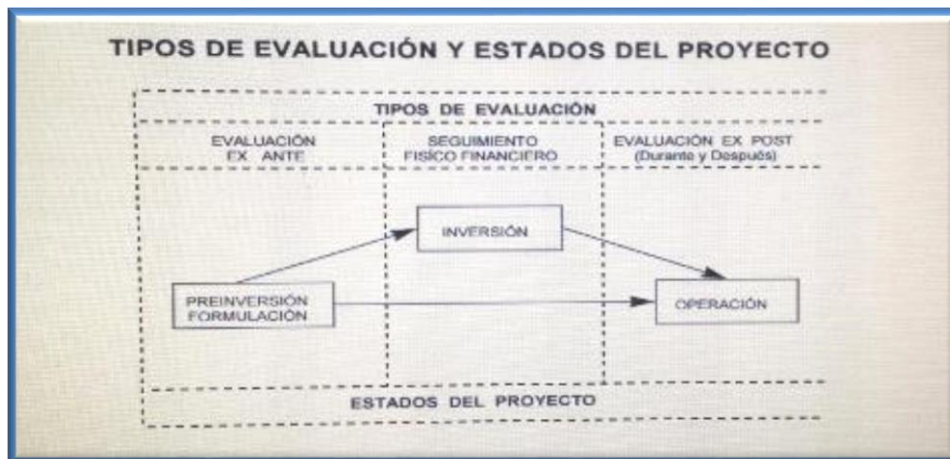 TIPOS DE EVALUACIÓN Y ESTADOS DEL PROYECTO
TIPOS DE EVALUACIÓN
EVALUACIÓN
EX ANTE
SEGUIMIENTO
FISÍCO FINANCIERO
EVALUACIÓN EX POST
(Durante y Después)
INVERSIÓN
PREINVERSIÓN
FORMULACIÓN
OPERACIÓN
ESTADOS DEL PROYECTO